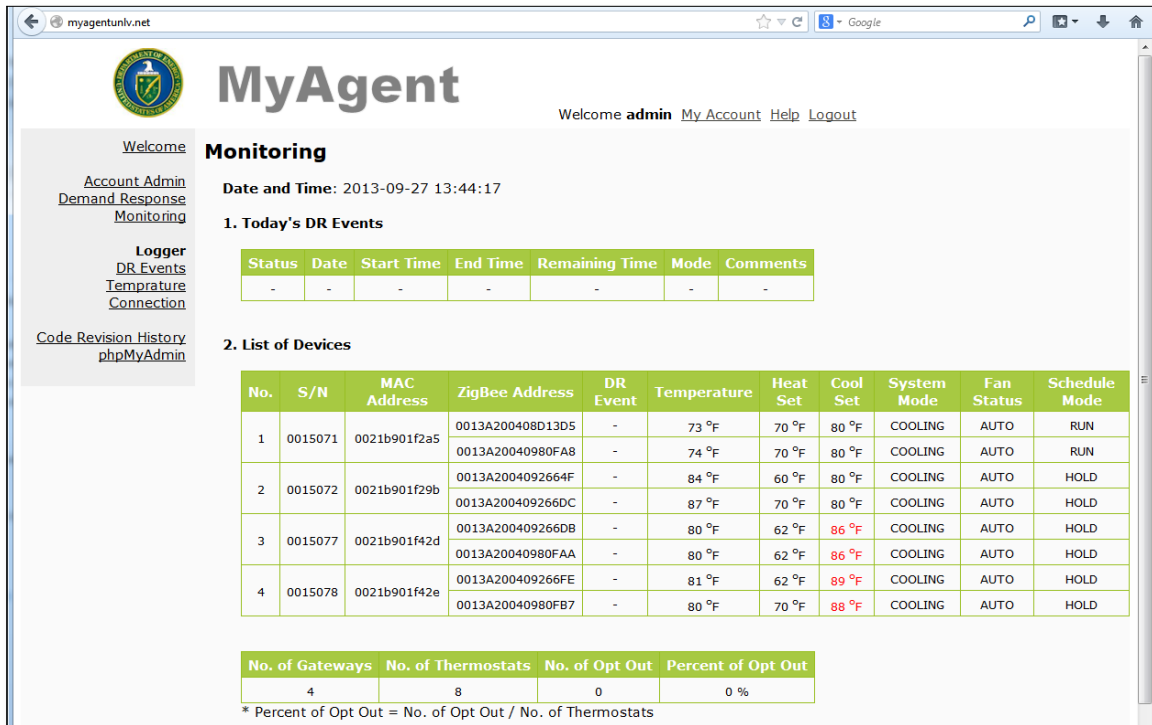 myagentunlv.net
Google
MyAgent
Welcome admin My Account Help Logout
Welcome
Account Admin
Demand Response
Monitoring
Logger
DR Events
Temprature
Connection
Code Revision History
phpMyAdmin
Monitoring
Date and Time: 2013-09-27 13:44:17
1. Today's DR Events
Status Date Start Time End Time Remaining Time Mode Comments
- - - - - - -
2. List of Devices
No. S/N MAC Address ZigBee Address DR Event Temperature Heat Set Cool Set System Mode Fan Status Schedule Mode
1 0015071 0021b901f2a5 0013A200408D13D5 - 73 °F 70 °F 80 °F COOLING AUTO RUN
0013A20040980FA8 - 74 °F 70 °F 80 °F COOLING AUTO RUN
2 0015072 0021b901f29b 0013A2004092664F - 84 °F 60 °F 80 °F COOLING AUTO HOLD
0013A200409266DC - 87 °F 70 °F 80 °F COOLING AUTO HOLD
3 0015077 0021b901f42d 0013A200409266DB - 80 °F 62 °F 86 °F COOLING AUTO HOLD
0013A20040980FAA - 80 °F 62 °F 86 °F COOLING AUTO HOLD
4 0015078 0021b901f42e 0013A200409266FE - 81 °F 62 °F 89 °F COOLING AUTO HOLD
0013A20040980FB7 - 80 °F 70 °F 88 °F COOLING AUTO HOLD
No. of Gateways No. of Thermostats No. of Opt Out Percent of Opt Out
4 8 0 0 %
* Percent of Opt Out = No. of Opt Out / No. of Thermostats